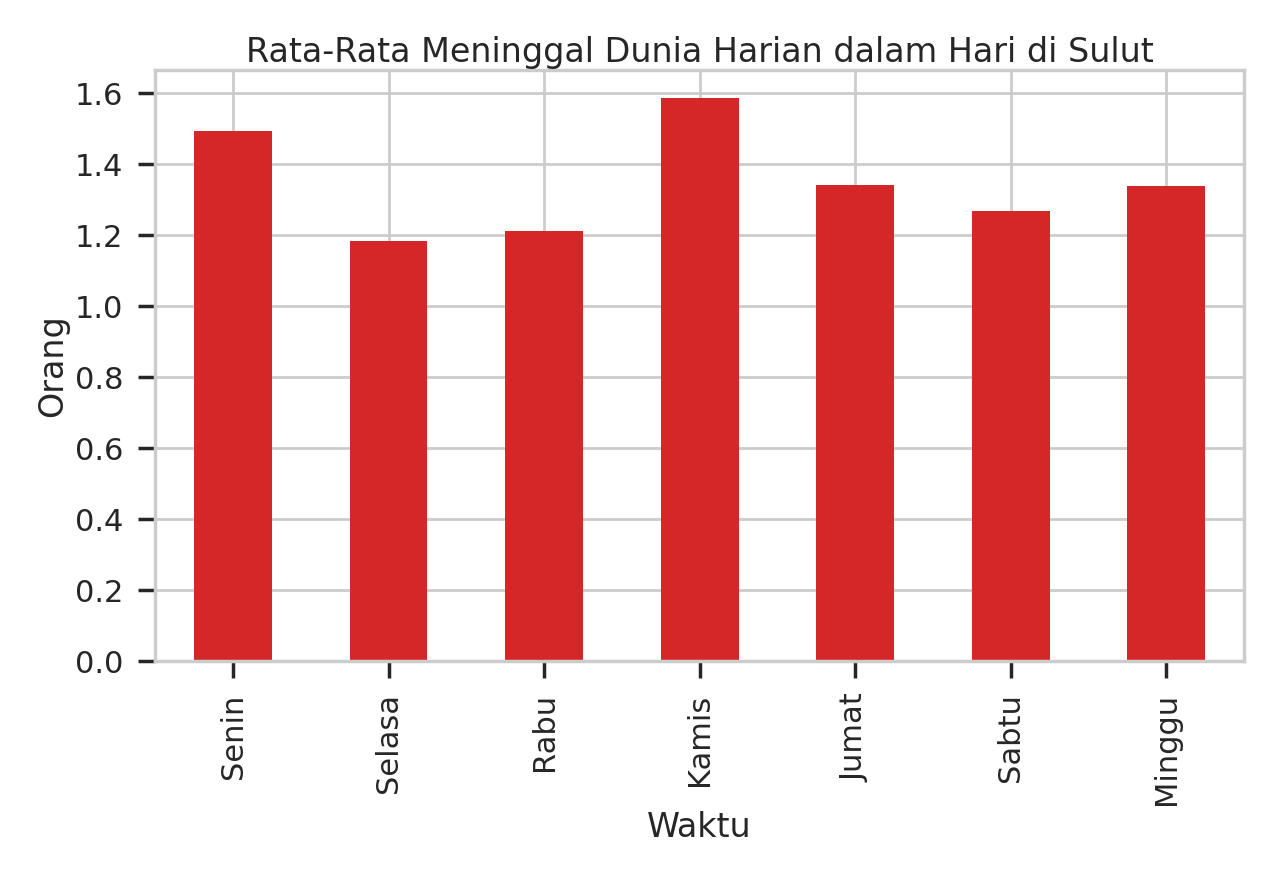 Rata-Rata Meninggal Dunia Harian dalam Hari di Sulut
1.6
1.4
1.2
1.0
0.8
0.6
0.4
0.2
0.0
Orang
Senin
Selasa
Rabu
Kamis
Jumat
Sabtu
Minggu
Waktu